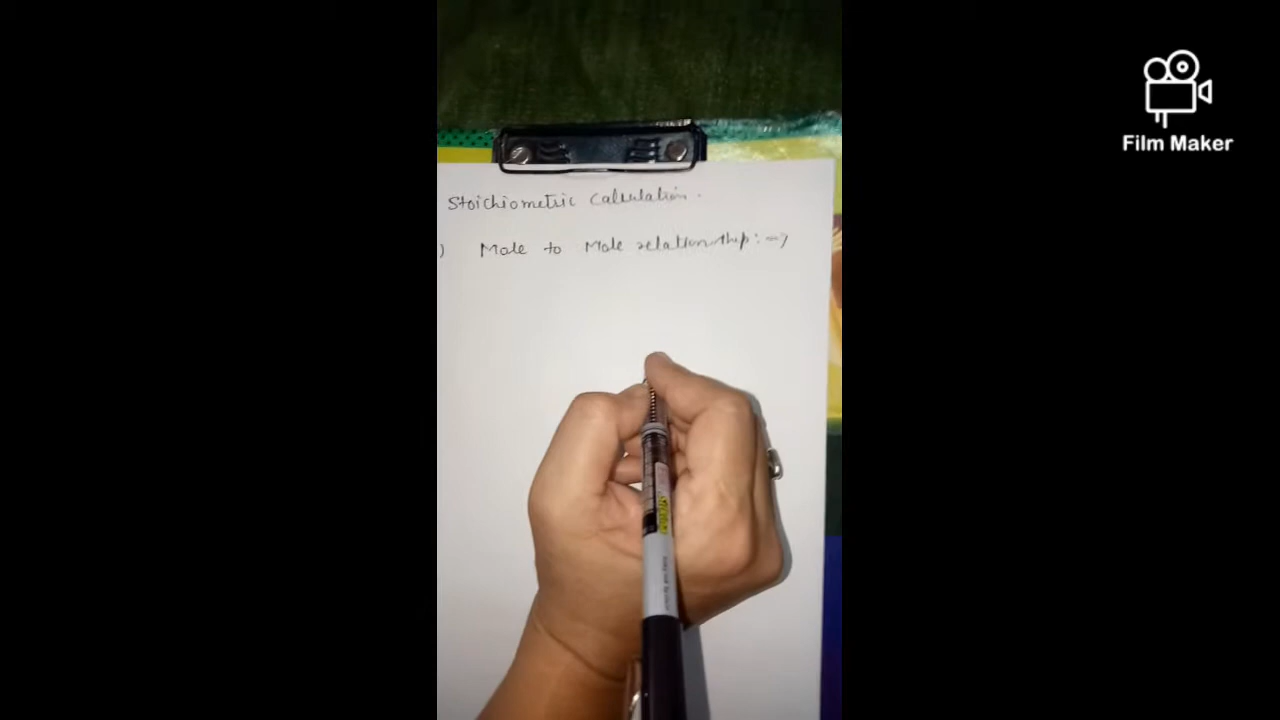 Stoichiometric Calculation.
) Mole to Mole relationship:->
Film Maker